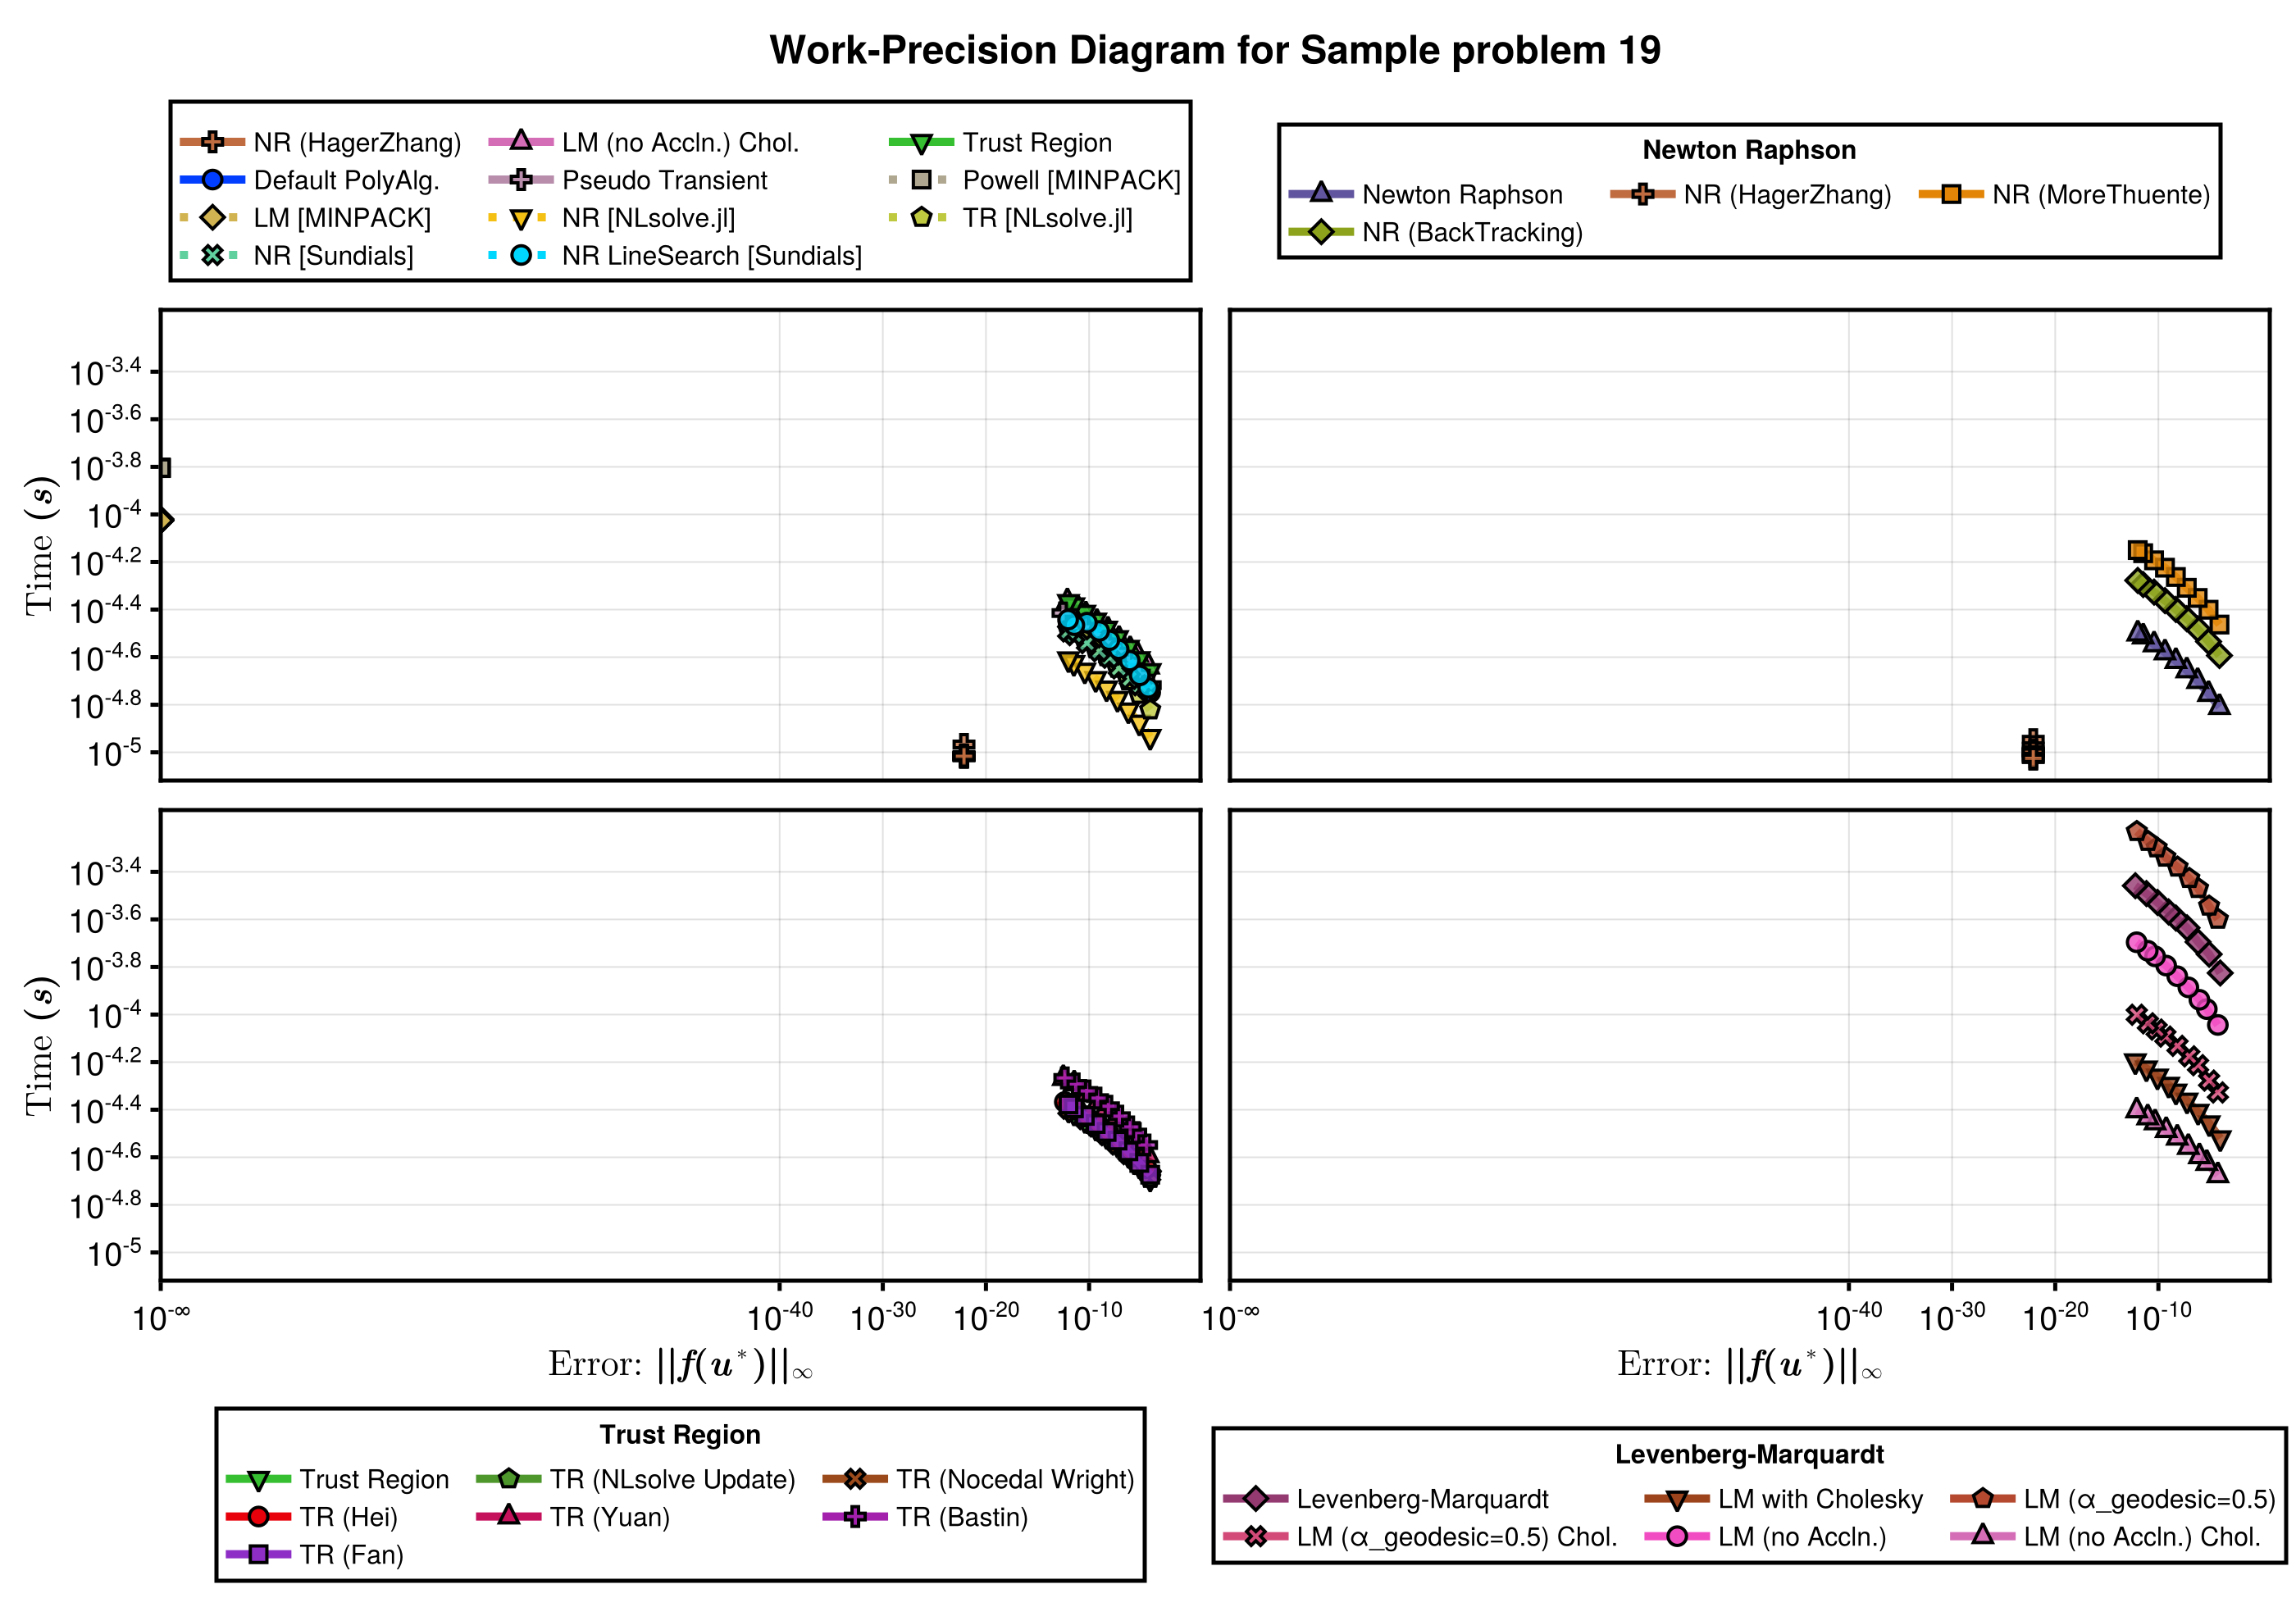 Work-Precision Diagram for Sample problem 19
NR (HagerZhang) LM (no Accln.) Chol. Trust Region
Default PolyAlg. Pseudo Transient Powell [MINPACK]
LM [MINPACK] NR [NLsolve.jl] TR [NLsolve.jl]
NR [Sundials] NR LineSearch [Sundials]
Newton Raphson
Newton Raphson NR (HagerZhang) NR (MoreThuente)
NR (BackTracking)
10^-3.4
10^-3.6
10^-3.8
10^-4
10^-4.2
10^-4.4
10^-4.6
10^-4.8
10^-5
Time (s)
10^-3.4
10^-3.6
10^-3.8
10^-4
10^-4.2
10^-4.4
10^-4.6
10^-4.8
10^-5
Time (s)
10^-∞ 10^-40 10^-30 10^-20 10^-10
10^-∞ 10^-40 10^-30 10^-20 10^-10
Error: ||f(u*)||∞
Error: ||f(u*)||∞
Trust Region
Trust Region TR (NLsolve Update) TR (Nocedal Wright)
TR (Hei) TR (Yuan) TR (Bastin)
TR (Fan)
Levenberg-Marquardt
Levenberg-Marquardt LM with Cholesky LM (α_geodesic=0.5)
LM (α_geodesic=0.5) Chol. LM (no Accln.) LM (no Accln.) Chol.